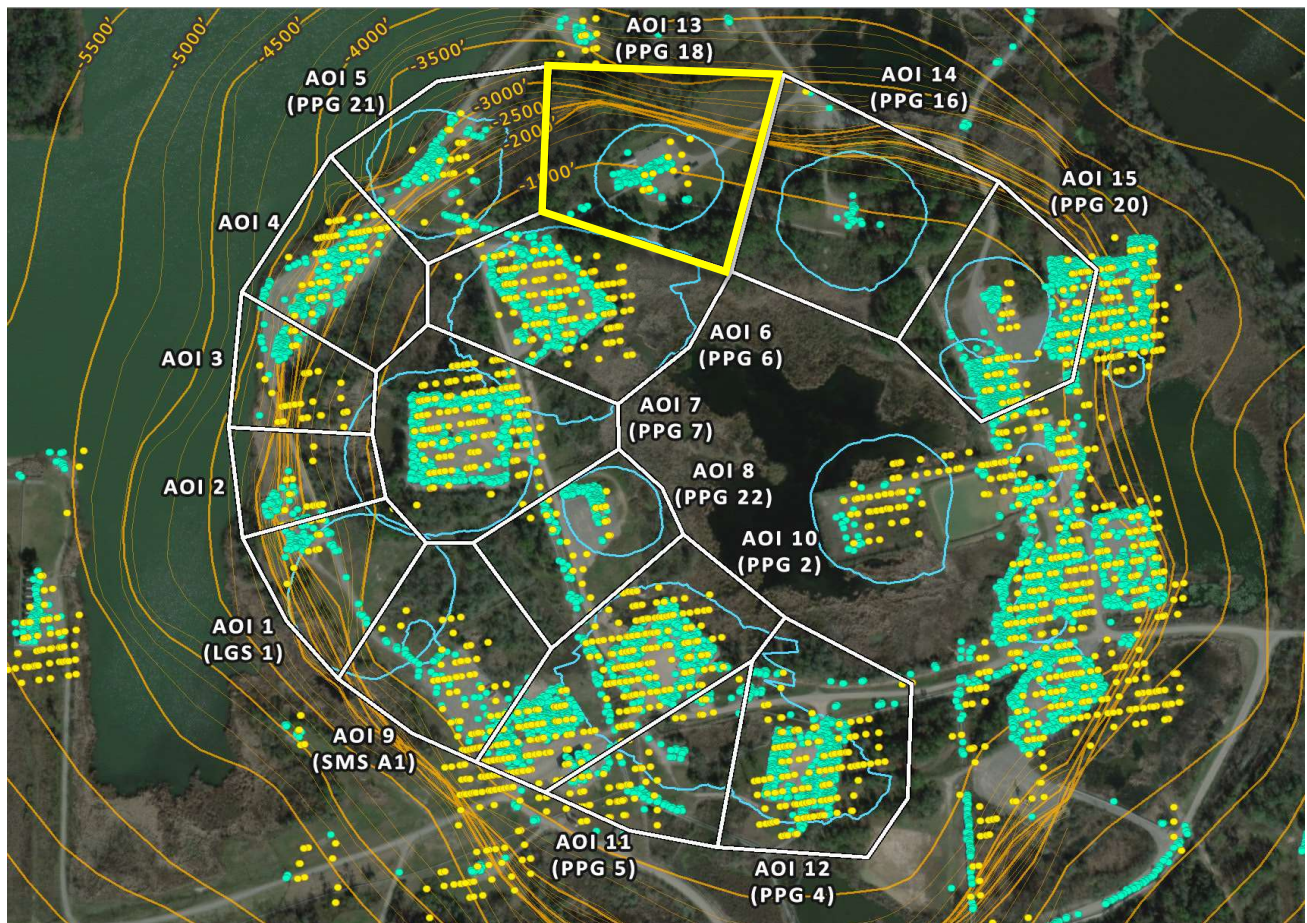 -5500'
-5000'
-4500'
-4000'
-3500'
-3000'
-2500'
-2000'
AOI 13
(PPG 18)
AOI 5
(PPG 21)
AOI 14
(PPG 16)
AOI 15
(PPG 20)
AOI 4
AOI 3
AOI 6
(PPG 6)
AOI 7
(PPG 7)
AOI 8
(PPG 22)
AOI 2
AOI 10
(PPG 2)
AOI 1
(LGS 1)
AOI 9
(SMS A1)
AOI 11
(PPG 5)
AOI 12
(PPG 4)